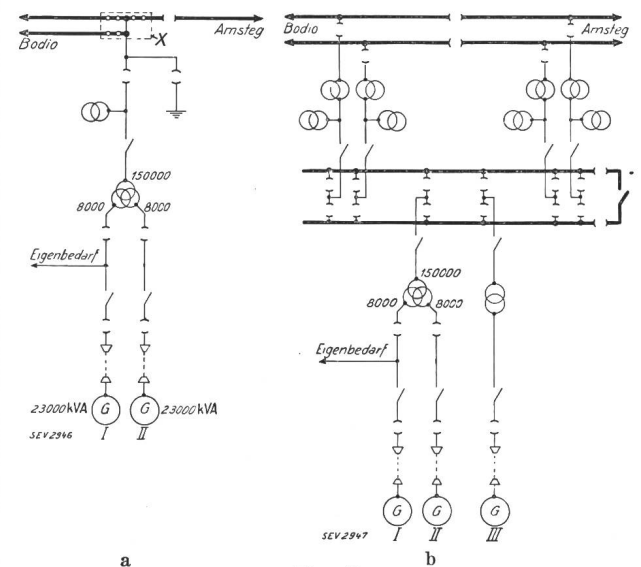 Bodio
X
Amsteg
150000
8000
8000
Eigenbedarf
23000 kVA
G
G
23000 kVA
I
II
SEV 2946
a
Bodio
Amsteg
150000
8000
8000
Eigenbedarf
G
G
G
I
II
III
SEV 2947
b